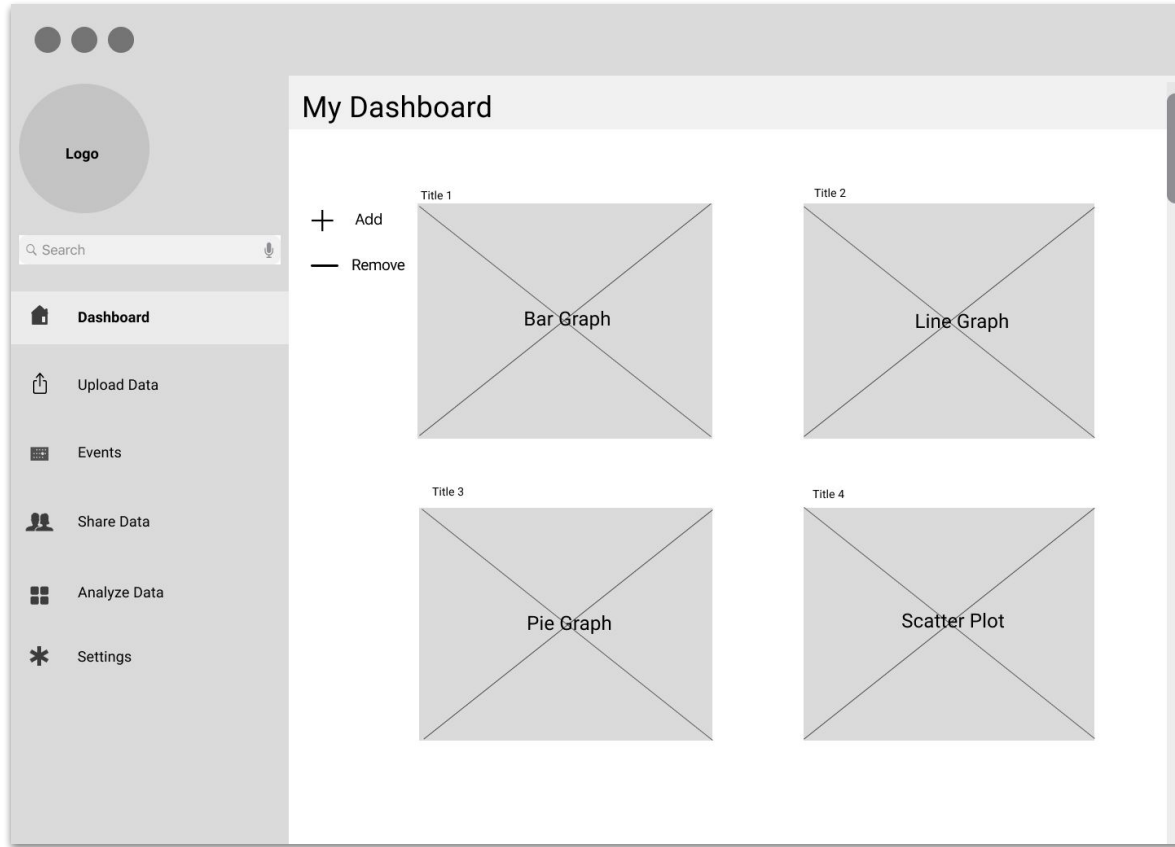 Logo
Search
Dashboard
Upload Data
Events
Share Data
Analyze Data
Settings
My Dashboard
Add
Remove
Title 1
Bar Graph
Title 2
Line Graph
Title 3
Pie Graph
Title 4
Scatter Plot